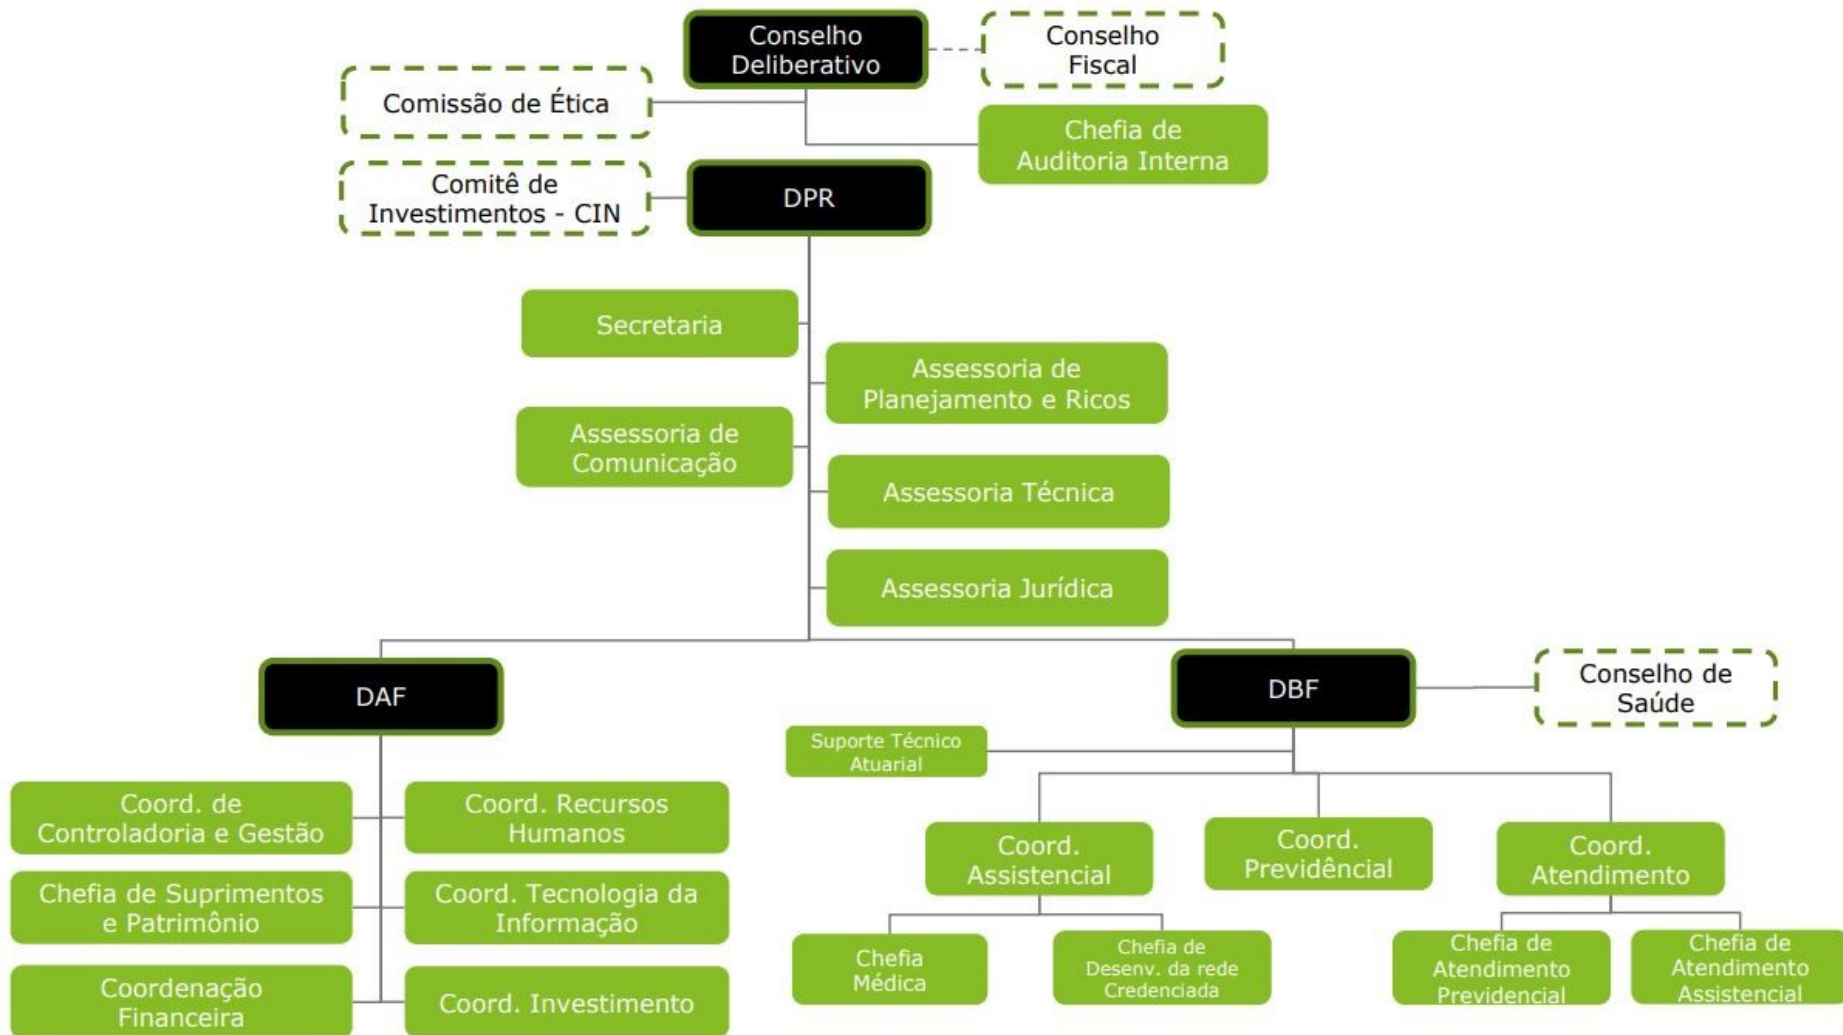 Conselho
Deliberativo
Conselho
Fiscal
Comissão de Ética
Chefia de
Auditoria Interna
Comitê de
Investimentos - CIN
DPR
Secretaria
Assessoria de
Planejamento e Ricos
Assessoria de
Comunicação
Assessoria Técnica
Assessoria Jurídica
DAF
DBF
Conselho de
Saúde
Suporte Técnico
Atuarial
Coord. de
Controladoria e Gestão
Coord. Recursos
Humanos
Chefia de Suprimentos
e Patrimônio
Coord. Tecnologia da
Informação
Coordenação
Financeira
Coord. Investimento
Coord.
Assistencial
Coord.
Previdêncial
Coord.
Atendimento
Chefia
Médica
Chefia de
Desenv. da rede
Credenciada
Chefia de
Atendimento
Previdencial
Chefia de
Atendimento
Assistencial